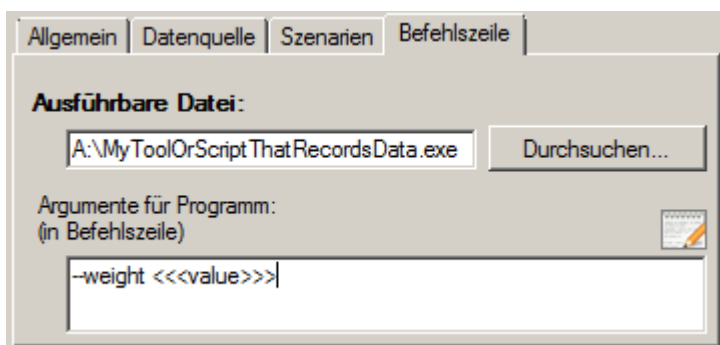 Allgemein Datenquelle Szenarien Befehlszeile
Ausführbare Datei:
A:\MyToolOrScriptThatRecordsData.exe Durchsuchen...
Argumente für Programm:
(in Befehlszeile)
--weight <<<value>>>